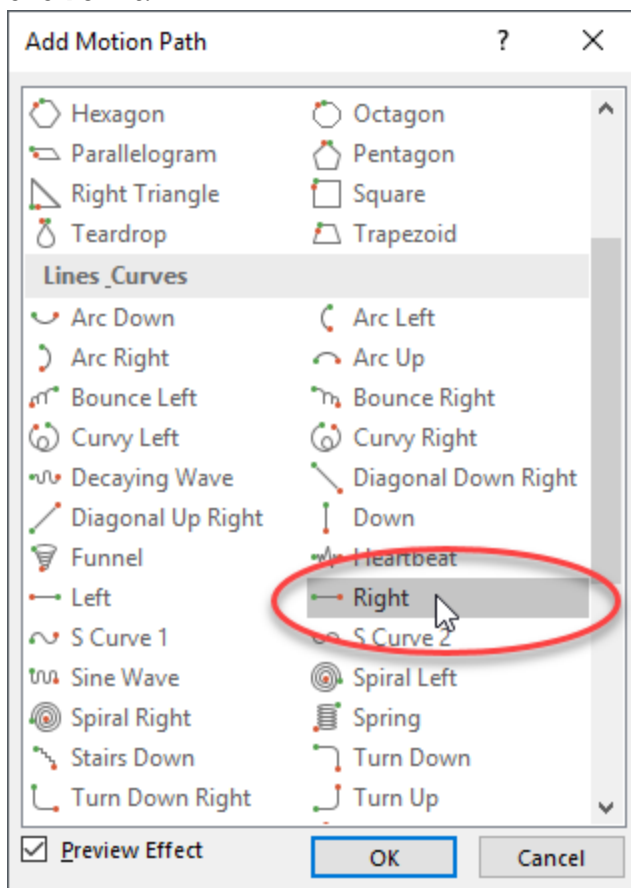 Add Motion Path ?
Hexagon Octagon
Parallelogram Pentagon
Right Triangle Square
Teardrop Trapezoid
Lines_Curves
Arc Down Arc Left
Arc Right Arc Up
Bounce Left Bounce Right
Curvy Left Curvy Right
Decaying Wave Diagonal Down Right
Diagonal Up Right Down
Funnel Heartbeat
Left Right
S Curve 1 S Curve 2
Sine Wave Spiral Left
Spiral Right Spring
Stairs Down Turn Down
Turn Down Right Turn Up
Preview Effect OK Cancel